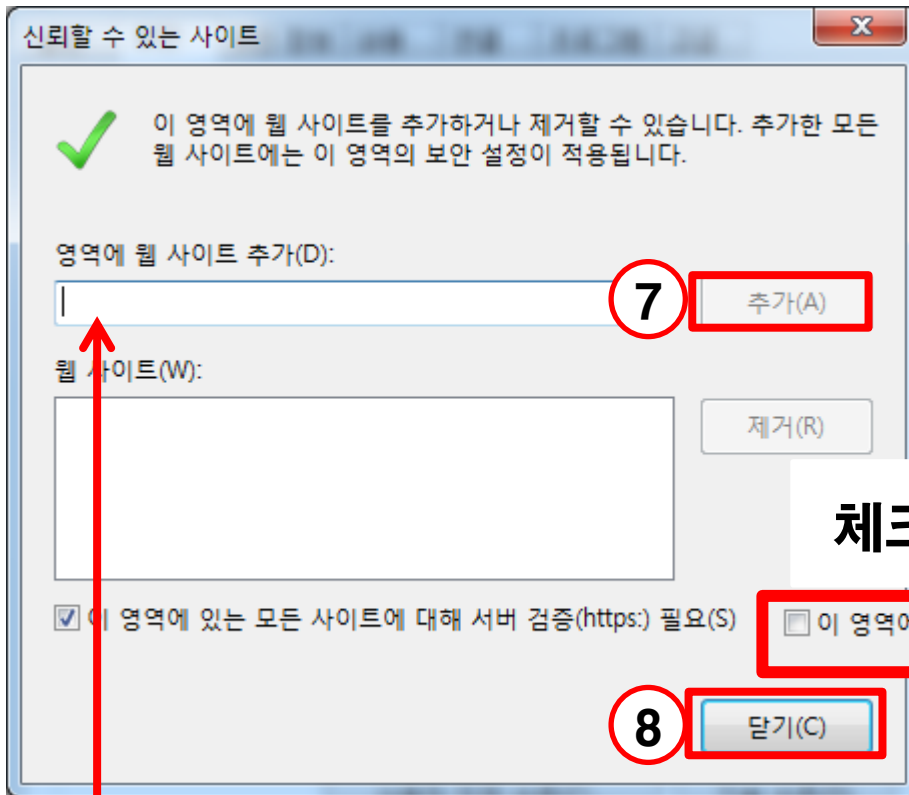 신뢰할 수 있는 사이트
이 영역에 웹 사이트를 추가하거나 제거할 수 있습니다. 추가한 모든
웹 사이트에는 이 영역의 보안 설정이 적용됩니다.
영역에 웹 사이트 추가(D):
7
추가(A)
웹 사이트(W):
제거(R)
체크
이 영역에 있는 모든 사이트에 대해 서버 검증(https:) 필요(S)
이 영역에
8
닫기(C)